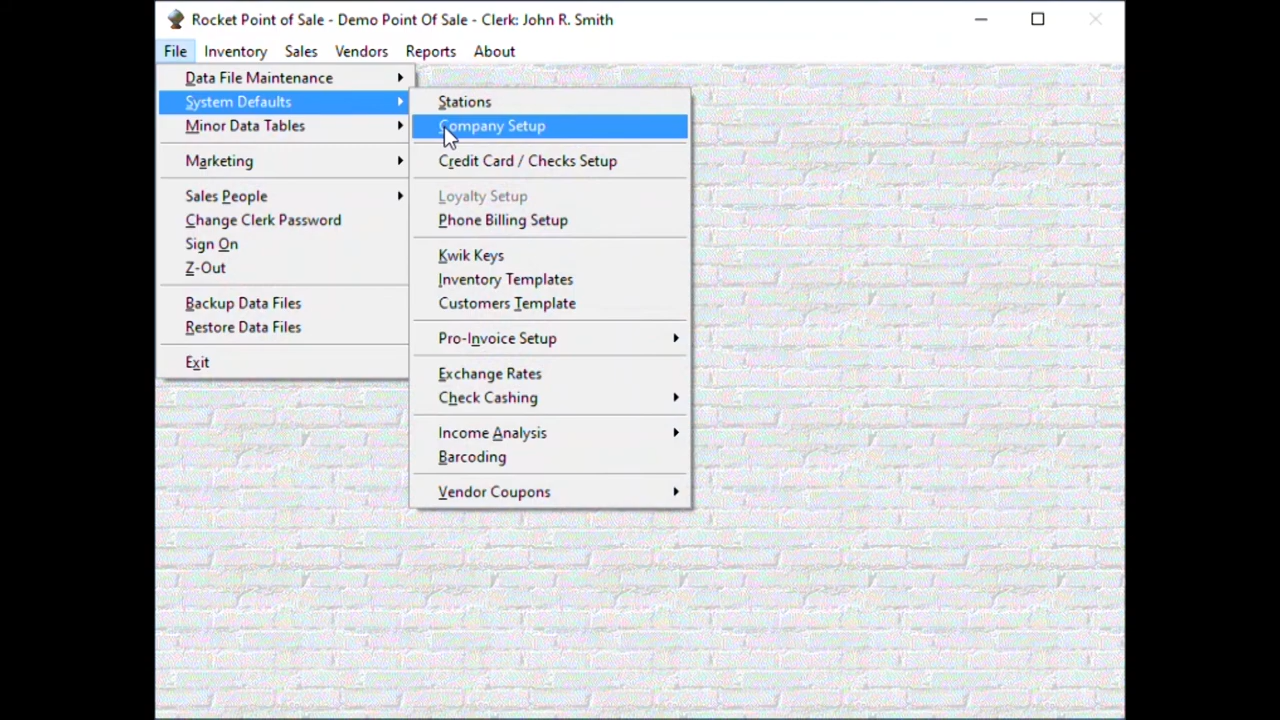 Rocket Point of Sale - Demo Point Of Sale - Clerk: John R. Smith
File Inventory Sales Vendors Reports About
Data File Maintenance
System Defaults
Minor Data Tables
Marketing
Sales People
Change Clerk Password
Sign On
Z-Out
Backup Data Files
Restore Data Files
Exit
Stations
Company Setup
Credit Card / Checks Setup
Loyalty Setup
Phone Billing Setup
Kwik Keys
Inventory Templates
Customers Template
Pro-Invoice Setup
Exchange Rates
Check Cashing
Income Analysis
Barcoding
Vendor Coupons